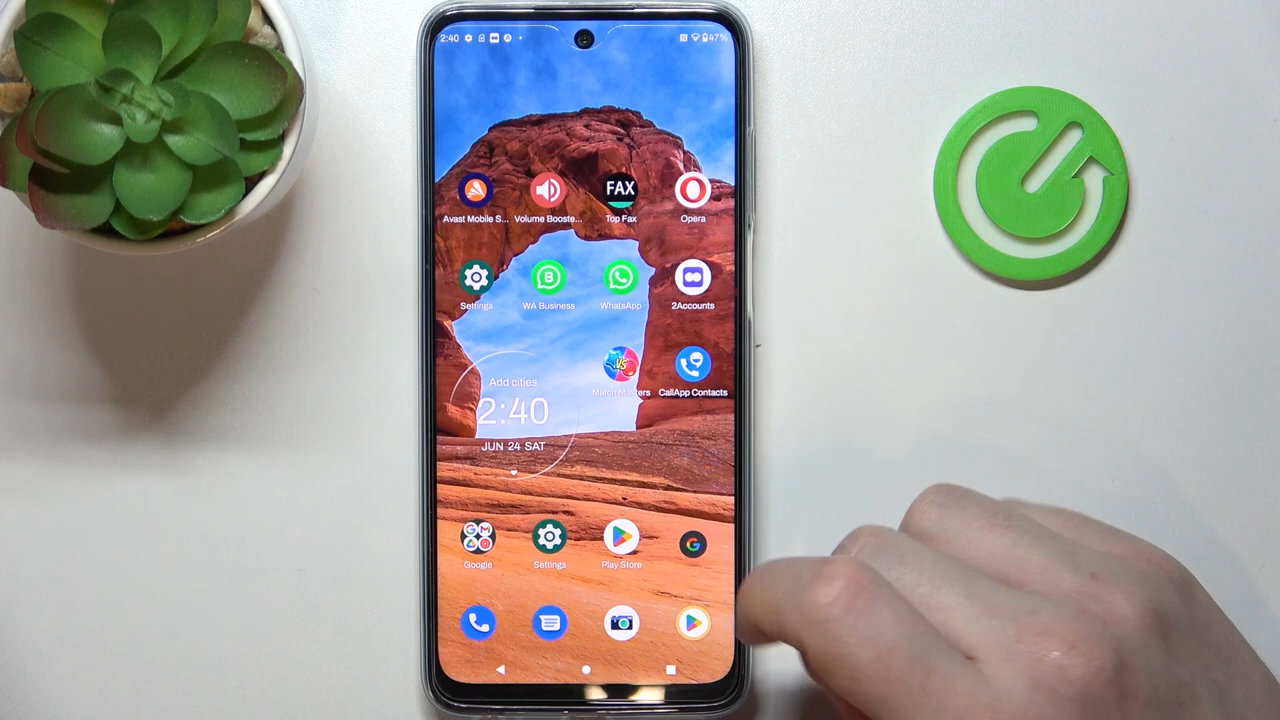 2:40
47%
FAX
Avast Mobile S...
Volume Booste...
Top Fax
Opera
B
Settings
WA Business
WhatsApp
2Accounts
VS
Match Masters
CallApp Contacts
Add cities
2:40
JUN 24 SAT
G
Google
Settings
Play Store
G